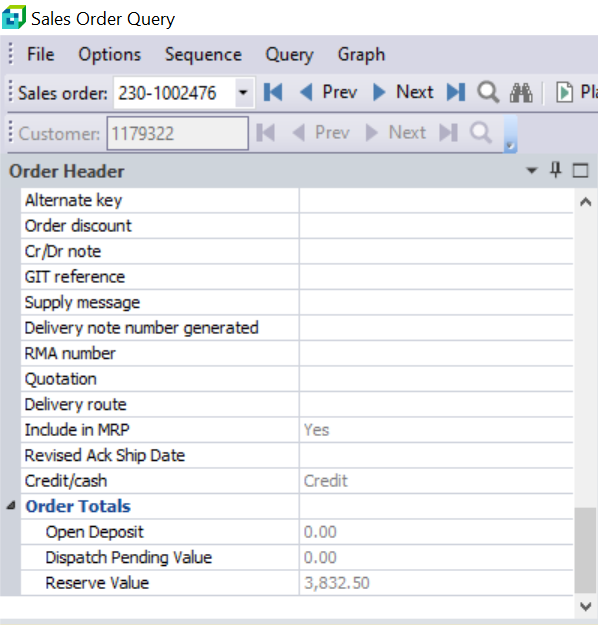 Sales Order Query
File Options Sequence Query Graph
Sales order: 230-1002476 Prev Next
Customer: 1179322 Prev Next
Order Header
Alternate key
Order discount
Cr/Dr note
GIT reference
Supply message
Delivery note number generated
RMA number
Quotation
Delivery route
Include in MRP Yes
Revised Ack Ship Date
Credit/cash Credit
Order Totals
Open Deposit 0.00
Dispatch Pending Value 0.00
Reserve Value 3,832.50